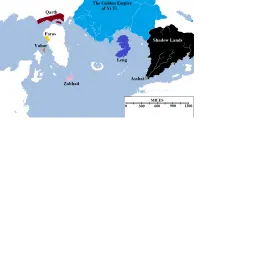 The Golden Empire
of Yi Ti
Qarth
Faros
Shadow Lands
Vahar
Leng
Asshai
Zabhad
MILES
0 300 600 900 1200